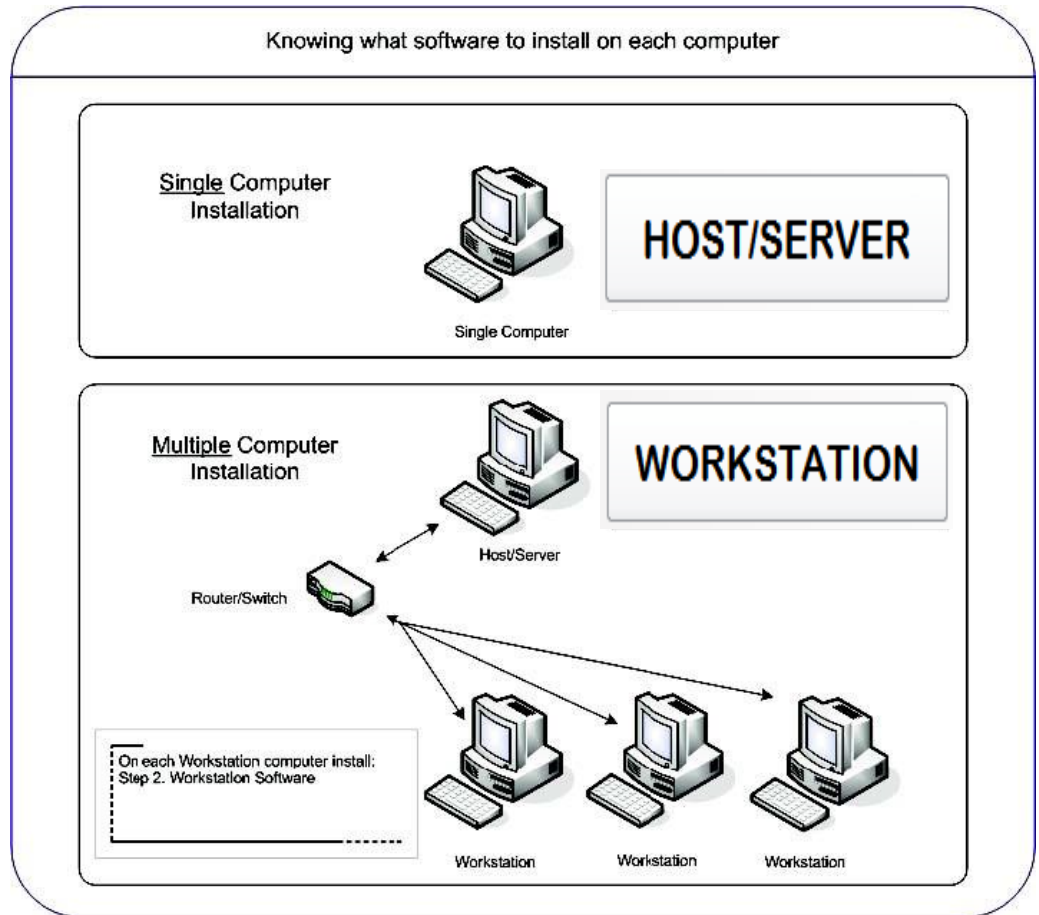 Knowing what software to install on each computer
Single Computer
Installation
HOST/SERVER
Single Computer
Multiple Computer
Installation
WORKSTATION
Host/Server
Router/Switch
On each Workstation computer install:
Step 2. Workstation Software
Workstation
Workstation
Workstation